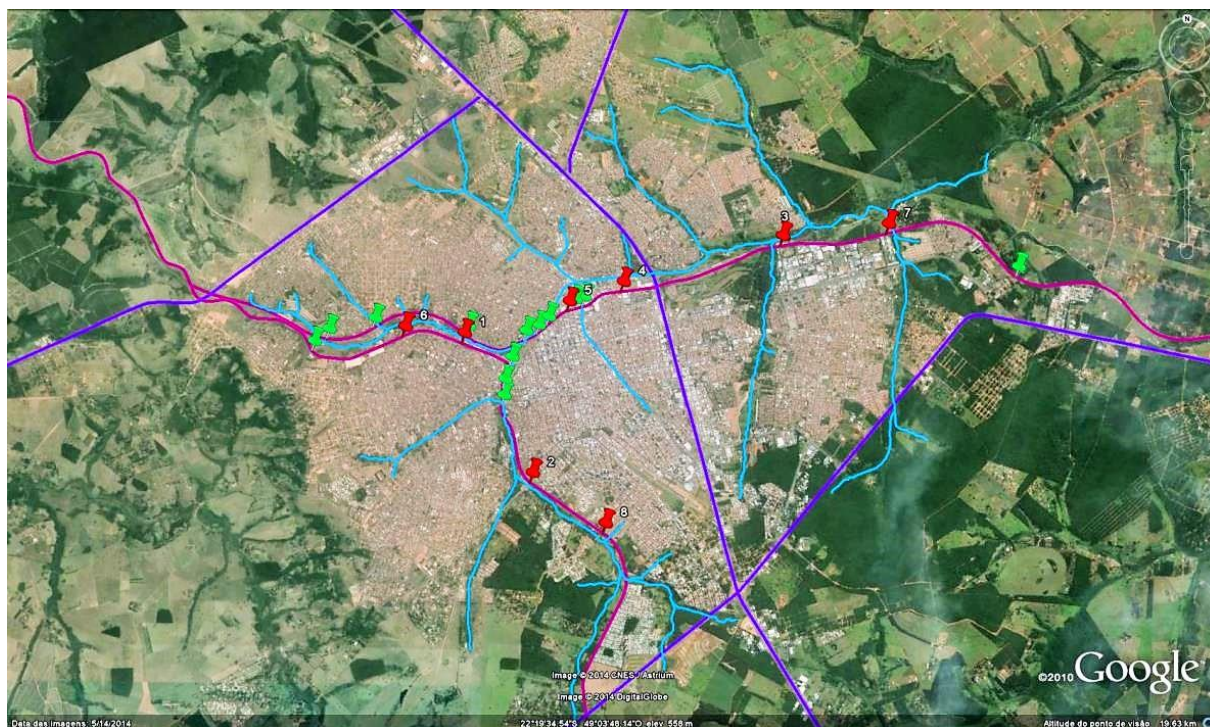 N
3
7
4
5
6
1
2
8
Image © 2014 CNES / Astrium
Image © 2014 DigitalGlobe
©2010 Google
Data das imagens: 5/14/2014 22°19'34.54"S 49°03'48.14"O elev 558 m Altitude do ponto de visão 19.63 km